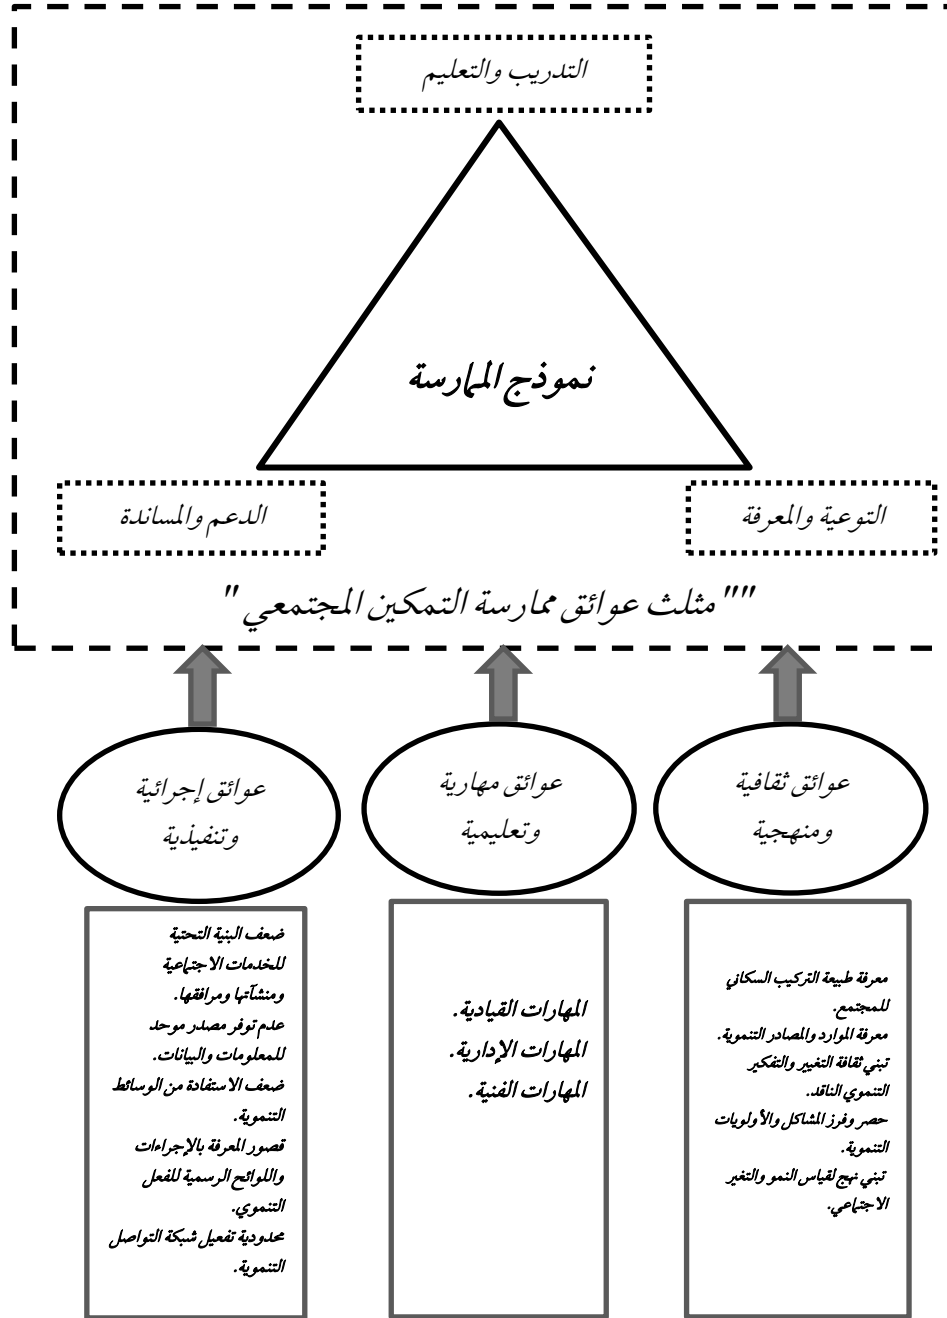 التدريب والتعليم
نموذج الممارسة
التوعية والمعرفة
الدعم والمساندة
""مثلث عوائق ممارسة التمكين المجتمعي "
عوائق ثقافية
ومنهجية
عوائق مهارية
وتعليمية
عوائق إجرائية
وتنفيذية
معرفة طبيعة التركيب السكاني
للمجتمع.
معرفة الموارد والمصادر التنموية.
تبني ثقافة التغيير والتفكير
التنموي الناقد.
حصر وفرز المشاكل والأولويات
التنموية.
تبني نهج لقياس النمو والتغير
الاجتماعي.
المهارات القيادية.
المهارات الإدارية.
المهارات الفنية.
ضعف البنية التحتية
للخدمات الاجتماعية
ومنشآتها ومرافقها.
عدم توفر مصدر موحد
للمعلومات والبيانات.
ضعف الاستفادة من الوسائط
التنموية.
قصور المعرفة بالإجراءات
واللوائح الرسمية للفعل
التنموي.
محدودية تفعيل شبكة التواصل
التنموية.